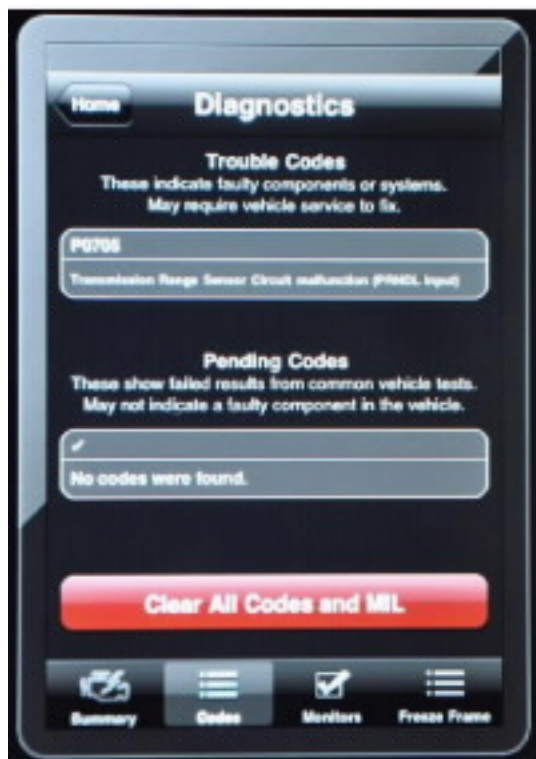 Home
Diagnostics
Trouble Codes
These indicate faulty components or systems.
May require vehicle service to fix.
P0705
Transmission Range Sensor Circuit malfunction (PRNDL Input)
Pending Codes
These show failed results from common vehicle tests.
May not indicate a faulty component in the vehicle.
✓
No codes were found.
Clear All Codes and MIL
Summary
Codes
Monitors
Freeze Frame